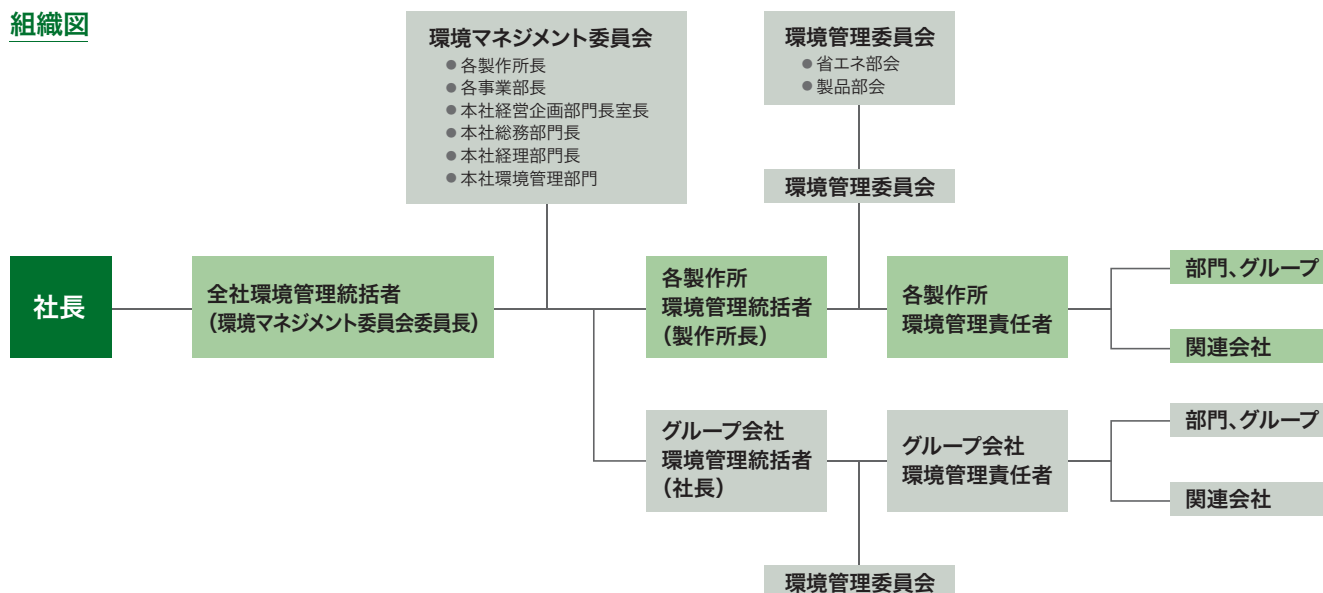 組織図
環境マネジメント委員会
●各製作所長
●各事業部長
●本社経営企画部門長室長
●本社総務部門長
●本社経理部門長
●本社環境管理部門
環境管理委員会
●省エネ部会
●製品部会
環境管理委員会
社長
全社環境管理統括者
（環境マネジメント委員会委員長）
各製作所
環境管理統括者
（製作所長）
各製作所
環境管理責任者
部門、グループ
関連会社
グループ会社
環境管理統括者
（社長）
グループ会社
環境管理責任者
部門、グループ
関連会社
環境管理委員会